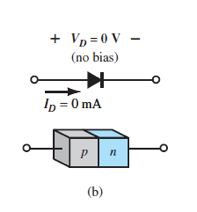 + V_D = 0 V −
(no bias)
I_D = 0 mA
p n
(b)